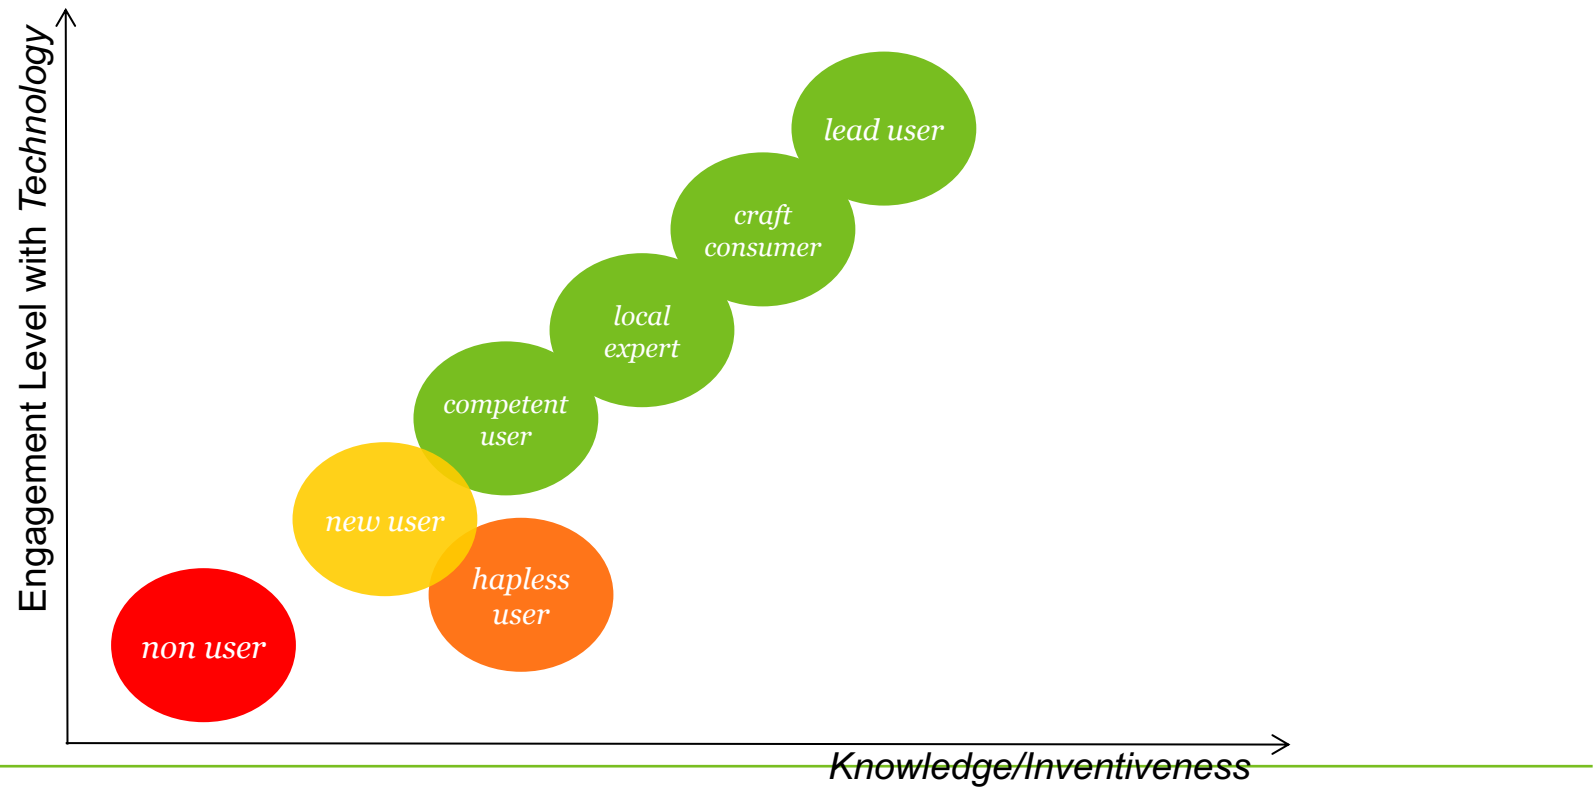 Engagement Level with Technology
lead user
craft
consumer
local
expert
competent
user
new user
hapless
user
non user
Knowledge/Inventiveness